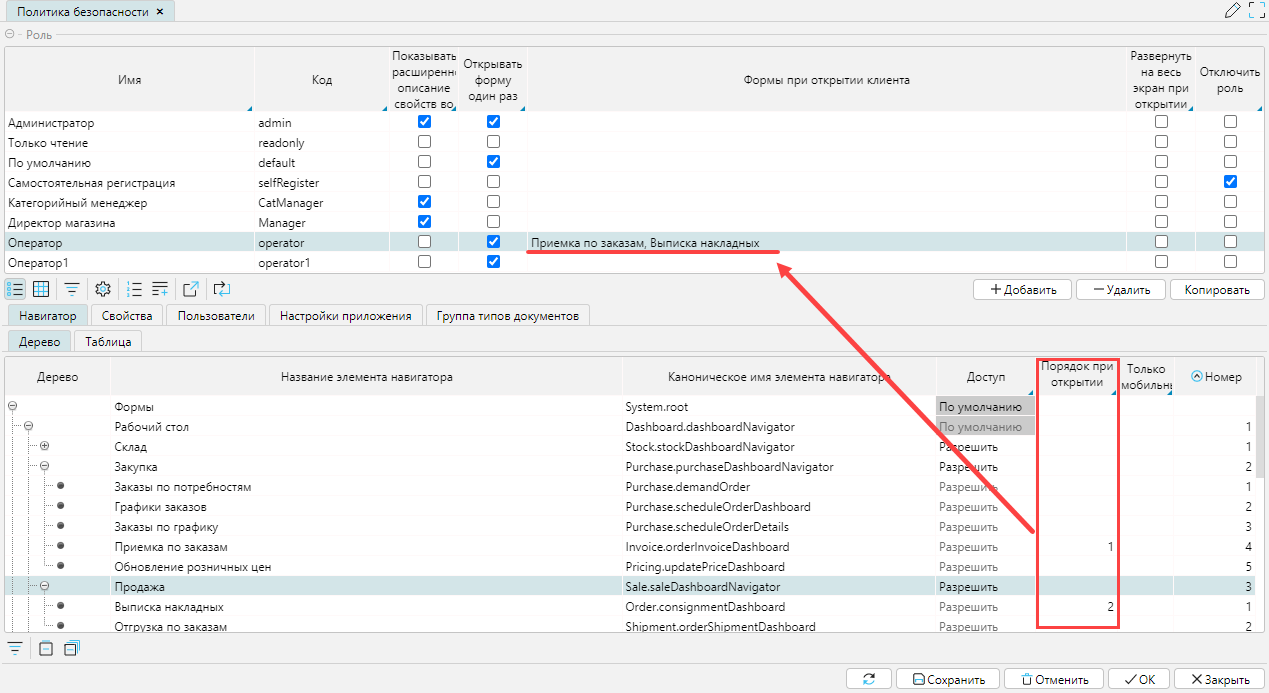 Политика безопасности ×
Роль
Имя
Код
Показывать расширенн описание свойств во
Открывать форму один раз
Формы при открытии клиента
Развернуть на весь экран при открытии
Отключить роль
Администратор admin
Только чтение readonly
По умолчанию default
Самостоятельная регистрация selfRegister
Категорийный менеджер CatManager
Директор магазина Manager
Оператор operator Приемка по заказам, Выписка накладных
Оператор1 operator1
Добавить Удалить Копировать
Навигатор Свойства Пользователи Настройки приложения Группа типов документов
Дерево Таблица
Дерево
Название элемента навигатора
Каноническое имя элемента навигатора
Доступ
Порядок при открытии
Только мобильн
Номер
Формы System.root По умолчанию
Рабочий стол Dashboard.dashboardNavigator По умолчанию 1
Склад Stock.stockDashboardNavigator Разрешить 1
Закупка Purchase.purchaseDashboardNavigator Разрешить 2
Заказы по потребностям Purchase.demandOrder Разрешить 1
Графики заказов Purchase.scheduleOrderDashboard Разрешить 2
Заказы по графику Purchase.scheduleOrderDetails Разрешить 3
Приемка по заказам Invoice.orderInvoiceDashboard Разрешить 1 4
Обновление розничных цен Pricing.updatePriceDashboard Разрешить 5
Продажа Sale.saleDashboardNavigator Разрешить 3
Выписка накладных Order.consignmentDashboard Разрешить 2 1
Отгрузка по заказам Shipment.orderShipmentDashboard Разрешить 2
Сохранить Отменить OK Закрыть